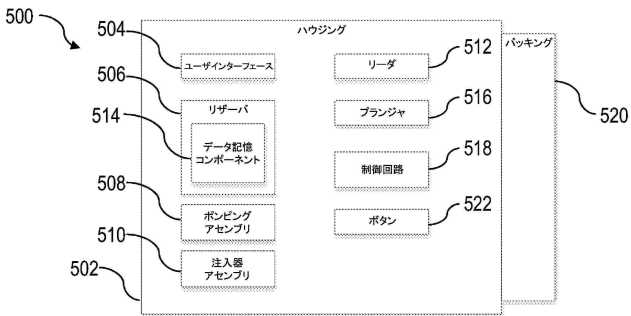 500
504
506
514
508
510
502
ハウジング
ユーザインターフェース
リザーバ
データ記憶
コンポーネント
ポンピング
アセンブリ
注入器
アセンブリ
リーダ
プランジャ
制御回路
ボタン
バッキング
512
516
518
522
520